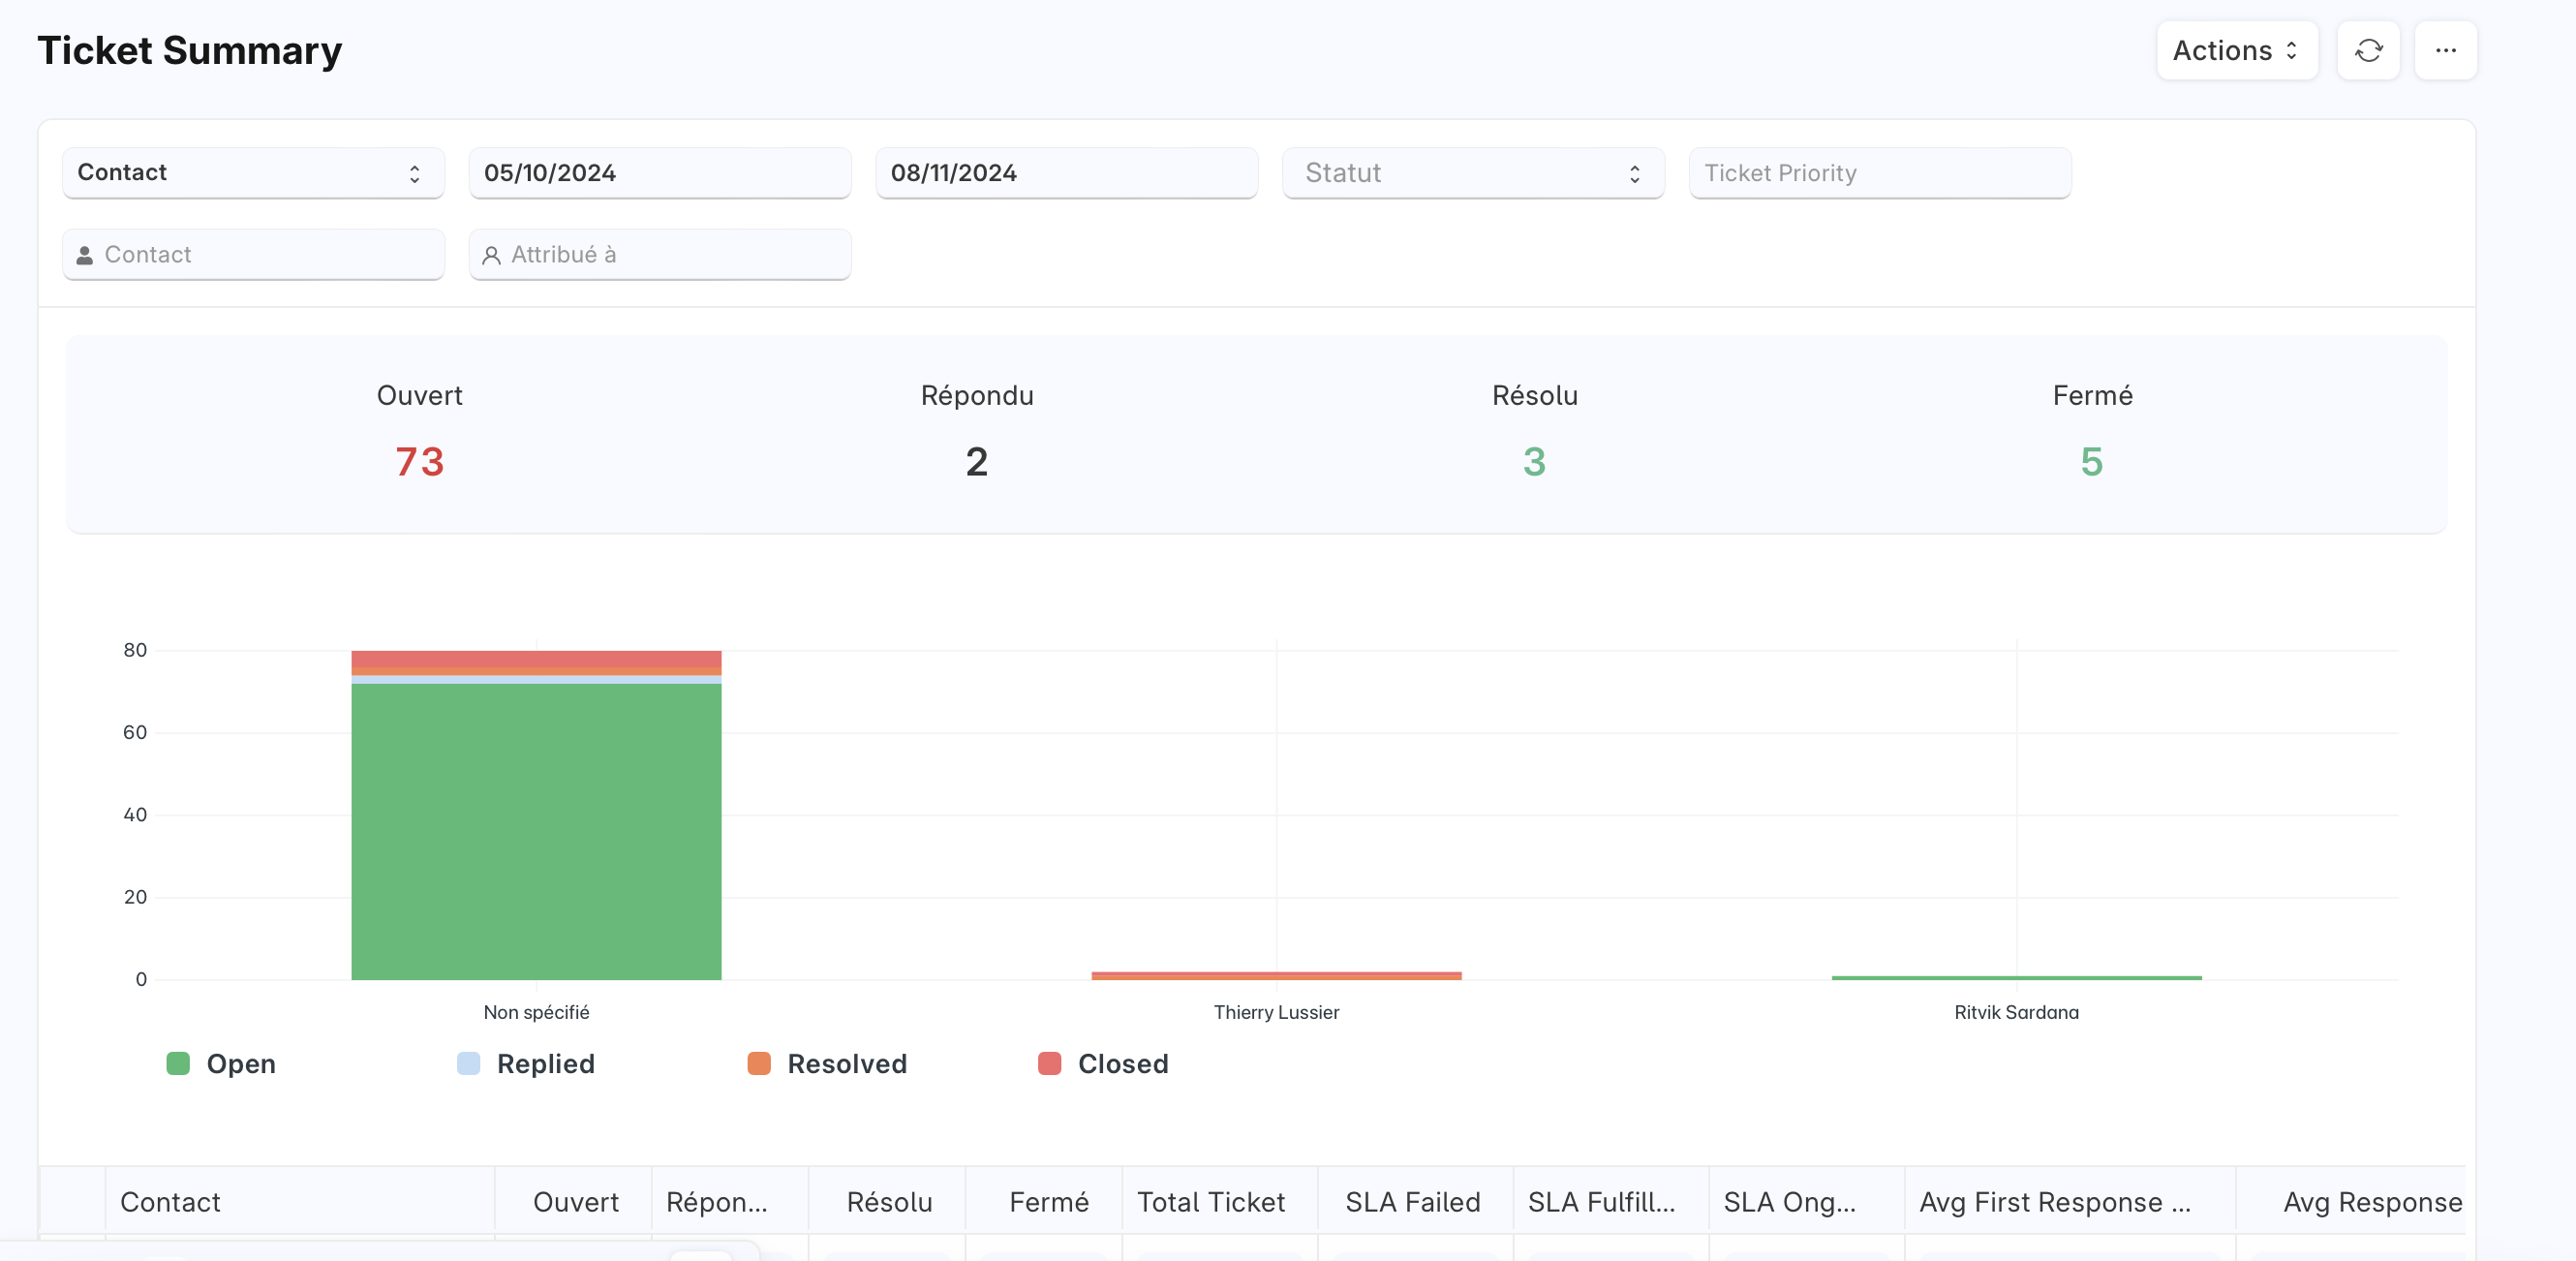 Ticket Summary
Actions
...
Contact
05/10/2024
08/11/2024
Statut
Ticket Priority
Contact
Attribué à
Ouvert
Répondu
Résolu
Fermé
73
2
3
5
80
60
40
20
0
Non spécifié
Thierry Lussier
Ritvik Sardana
Open
Replied
Resolved
Closed
Contact
Ouvert
Répon...
Résolu
Fermé
Total Ticket
SLA Failed
SLA Fulfill...
SLA Ong...
Avg First Response ...
Avg Response